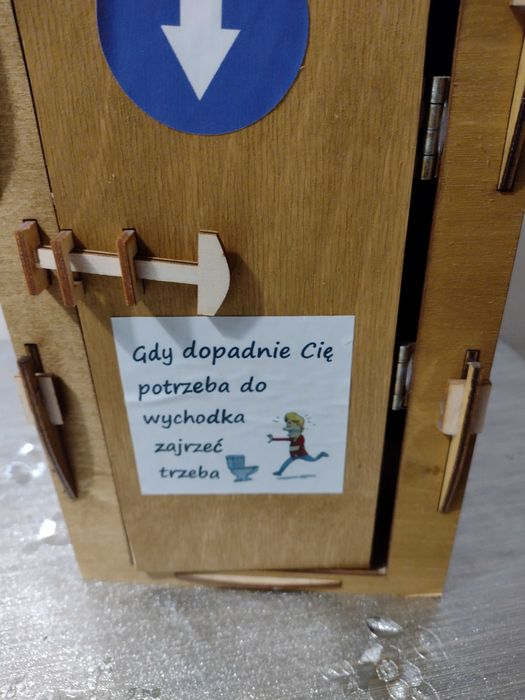 Gdy dopadnie Cię
potrzeba do
wychodka
zajrzeć
trzeba